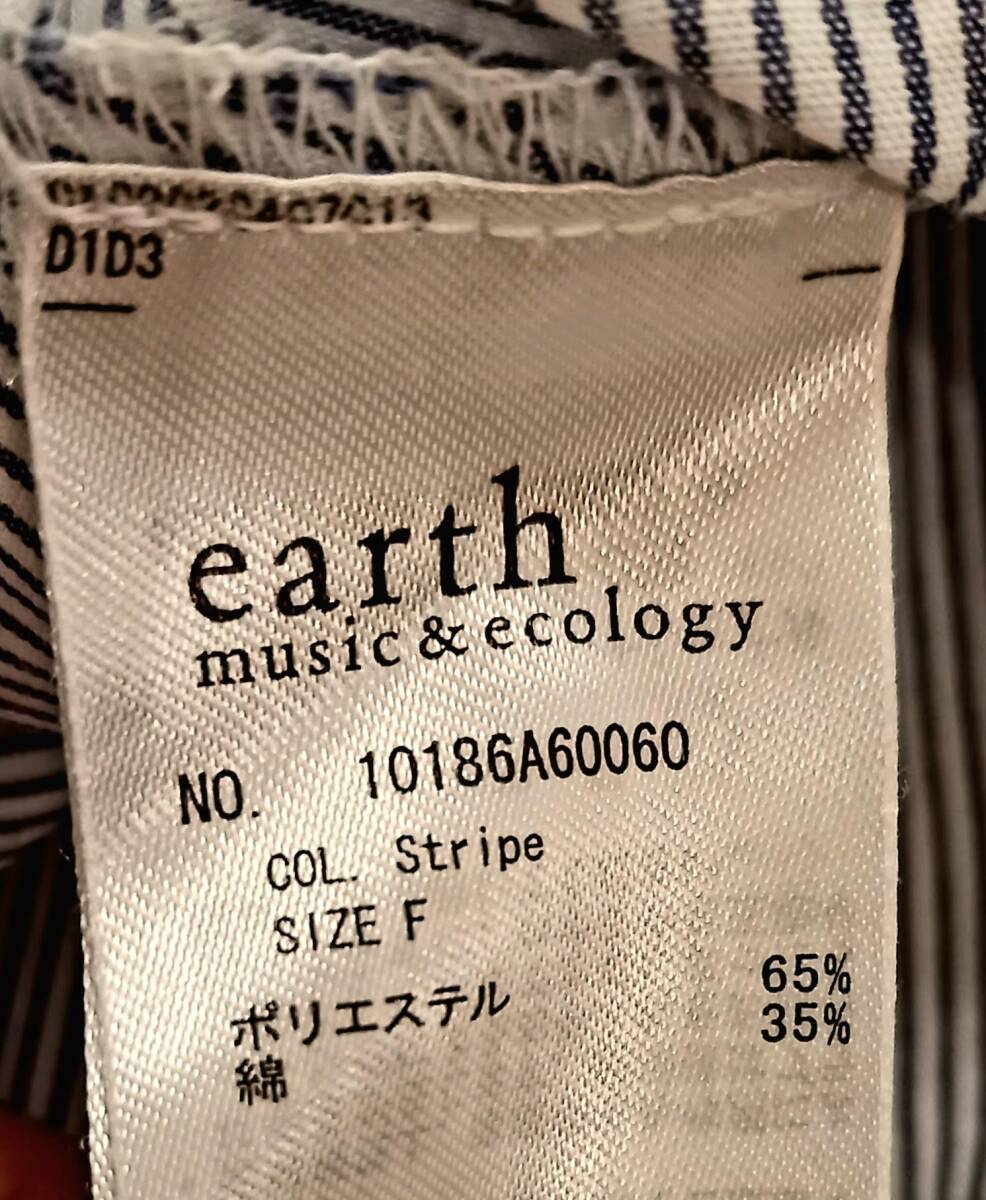 D1D3
earth
music & ecology
NO. 10186A60060
COL. Stripe
SIZE F
ポリエステル 65%
綿 35%